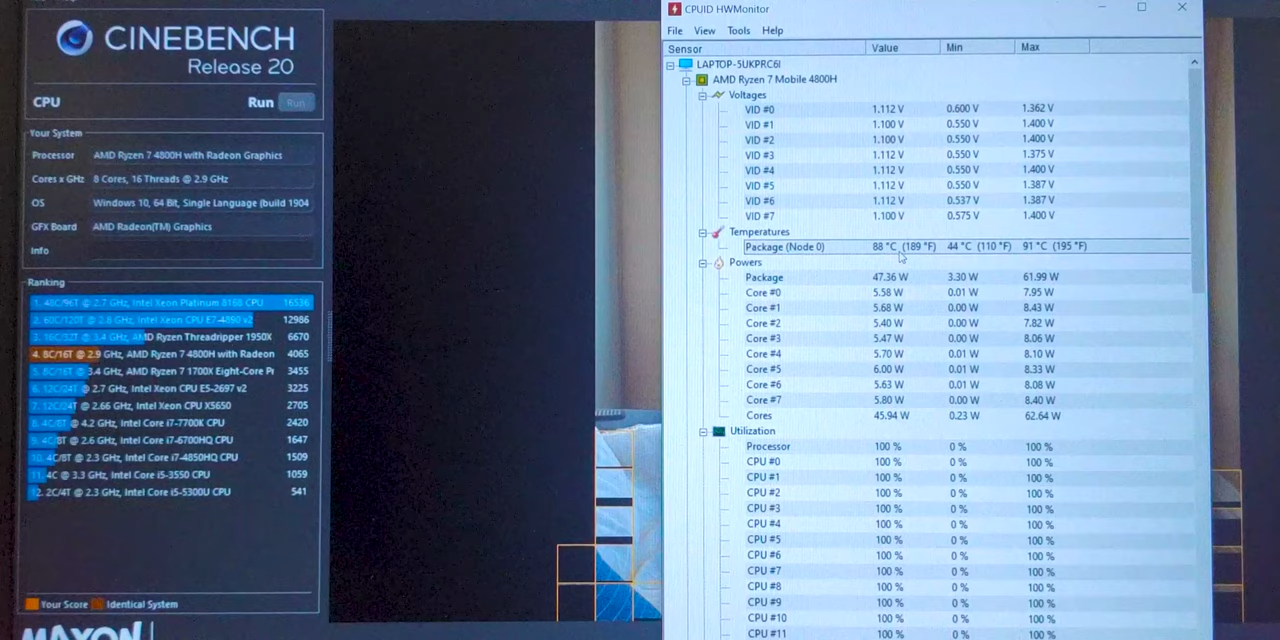 CINEBENCH
Release 20
CPU Run Run
Your System
Processor AMD Ryzen 7 4800H with Radeon Graphics
Cores x GHz 8 Cores, 16 Threads @ 2.9 GHz
OS Windows 10, 64 Bit, Single Language (build 1904
GFX Board AMD Radeon(TM) Graphics
Info
Ranking
1. 48C/96T @ 2.7 GHz, Intel Xeon Platinum 8168 CPU 16536
2. 60C/120T @ 2.8 GHz, Intel Xeon CPU E7-4890 v2 12986
3. 16C/32T @ 3.4 GHz, AMD Ryzen Threadripper 1950X 6670
4. 8C/16T @ 2.9 GHz, AMD Ryzen 7 4800H with Radeon 4065
5. 8C/16T @ 3.4 GHz, AMD Ryzen 7 1700X Eight-Core Pr 3455
6. 12C/24T @ 2.7 GHz, Intel Xeon CPU E5-2697 v2 3225
7. 12C/24T @ 2.66 GHz, Intel Xeon CPU X5650 2705
8. 4C/8T @ 4.2 GHz, Intel Core i7-7700K CPU 2420
9. 4C/8T @ 2.6 GHz, Intel Core i7-6700HQ CPU 1647
10. 4C/8T @ 2.3 GHz, Intel Core i7-4850HQ CPU 1509
11. 4C @ 3.3 GHz, Intel Core i5-3550 CPU 1059
12. 2C/4T @ 2.3 GHz, Intel Core i5-5300U CPU 541
Your Score Identical System
MAXON
CPUID HWMonitor
File View Tools Help
Sensor Value Min Max
LAPTOP-5UKPRC6I
AMD Ryzen 7 Mobile 4800H
Voltages
VID #0 1.112 V 0.600 V 1.362 V
VID #1 1.100 V 0.550 V 1.400 V
VID #2 1.100 V 0.550 V 1.400 V
VID #3 1.112 V 0.550 V 1.375 V
VID #4 1.112 V 0.550 V 1.400 V
VID #5 1.112 V 0.550 V 1.387 V
VID #6 1.112 V 0.537 V 1.387 V
VID #7 1.100 V 0.575 V 1.400 V
Temperatures
Package (Node 0) 88 °C (189 °F) 44 °C (110 °F) 91 °C (195 °F)
Powers
Package 47.36 W 3.30 W 61.99 W
Core #0 5.58 W 0.01 W 7.95 W
Core #1 5.68 W 0.00 W 8.43 W
Core #2 5.40 W 0.00 W 7.82 W
Core #3 5.47 W 0.00 W 8.06 W
Core #4 5.70 W 0.01 W 8.10 W
Core #5 6.00 W 0.01 W 8.33 W
Core #6 5.63 W 0.01 W 8.08 W
Core #7 5.80 W 0.00 W 8.40 W
Cores 45.94 W 0.23 W 62.64 W
Utilization
Processor 100 % 0 % 100 %
CPU #0 100 % 0 % 100 %
CPU #1 100 % 0 % 100 %
CPU #2 100 % 0 % 100 %
CPU #3 100 % 0 % 100 %
CPU #4 100 % 0 % 100 %
CPU #5 100 % 0 % 100 %
CPU #6 100 % 0 % 100 %
CPU #7 100 % 0 % 100 %
CPU #8 100 % 0 % 100 %
CPU #9 100 % 0 % 100 %
CPU #10 100 % 0 % 100 %
CPU #11 100 % 0 % 100 %